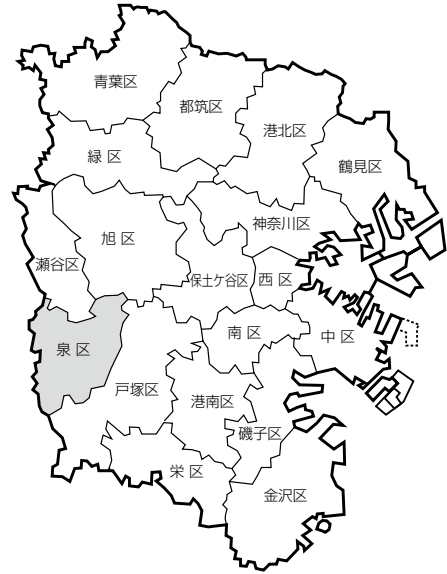 青葉区
都筑区
港北区
緑 区
鶴見区
神奈川区
旭 区
瀬谷区
保土ケ谷区
西 区
泉 区
南 区
中 区
戸塚区
港南区
磯子区
栄 区
金沢区